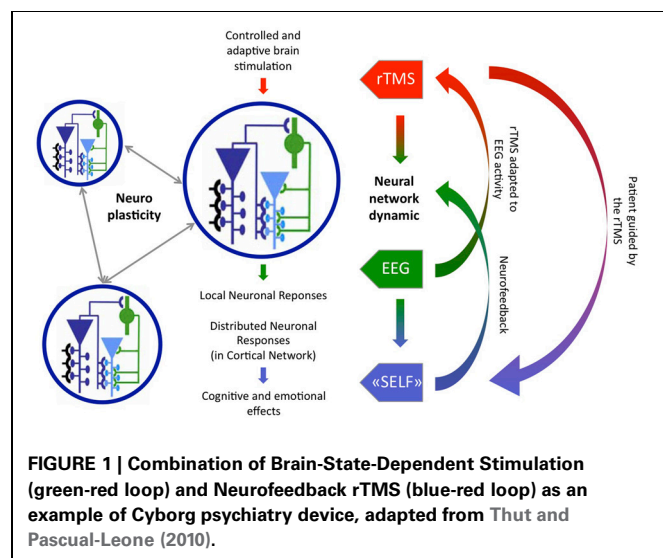 Controlled and
adaptive brain
stimulation
Neuro
plasticity
Local Neuronal Reponses
Distributed Neuronal
Responses
(in Cortical Network)
Cognitive and emotional
effects
rTMS
Neural
network
dynamic
EEG
«SELF»
rTMS adapted to
EEG activity
Neurofeedback
Patient guided by
the rTMS
FIGURE 1 | Combination of Brain-State-Dependent Stimulation
(green-red loop) and Neurofeedback rTMS (blue-red loop) as an
example of Cyborg psychiatry device, adapted from Thut and
Pascual-Leone (2010).